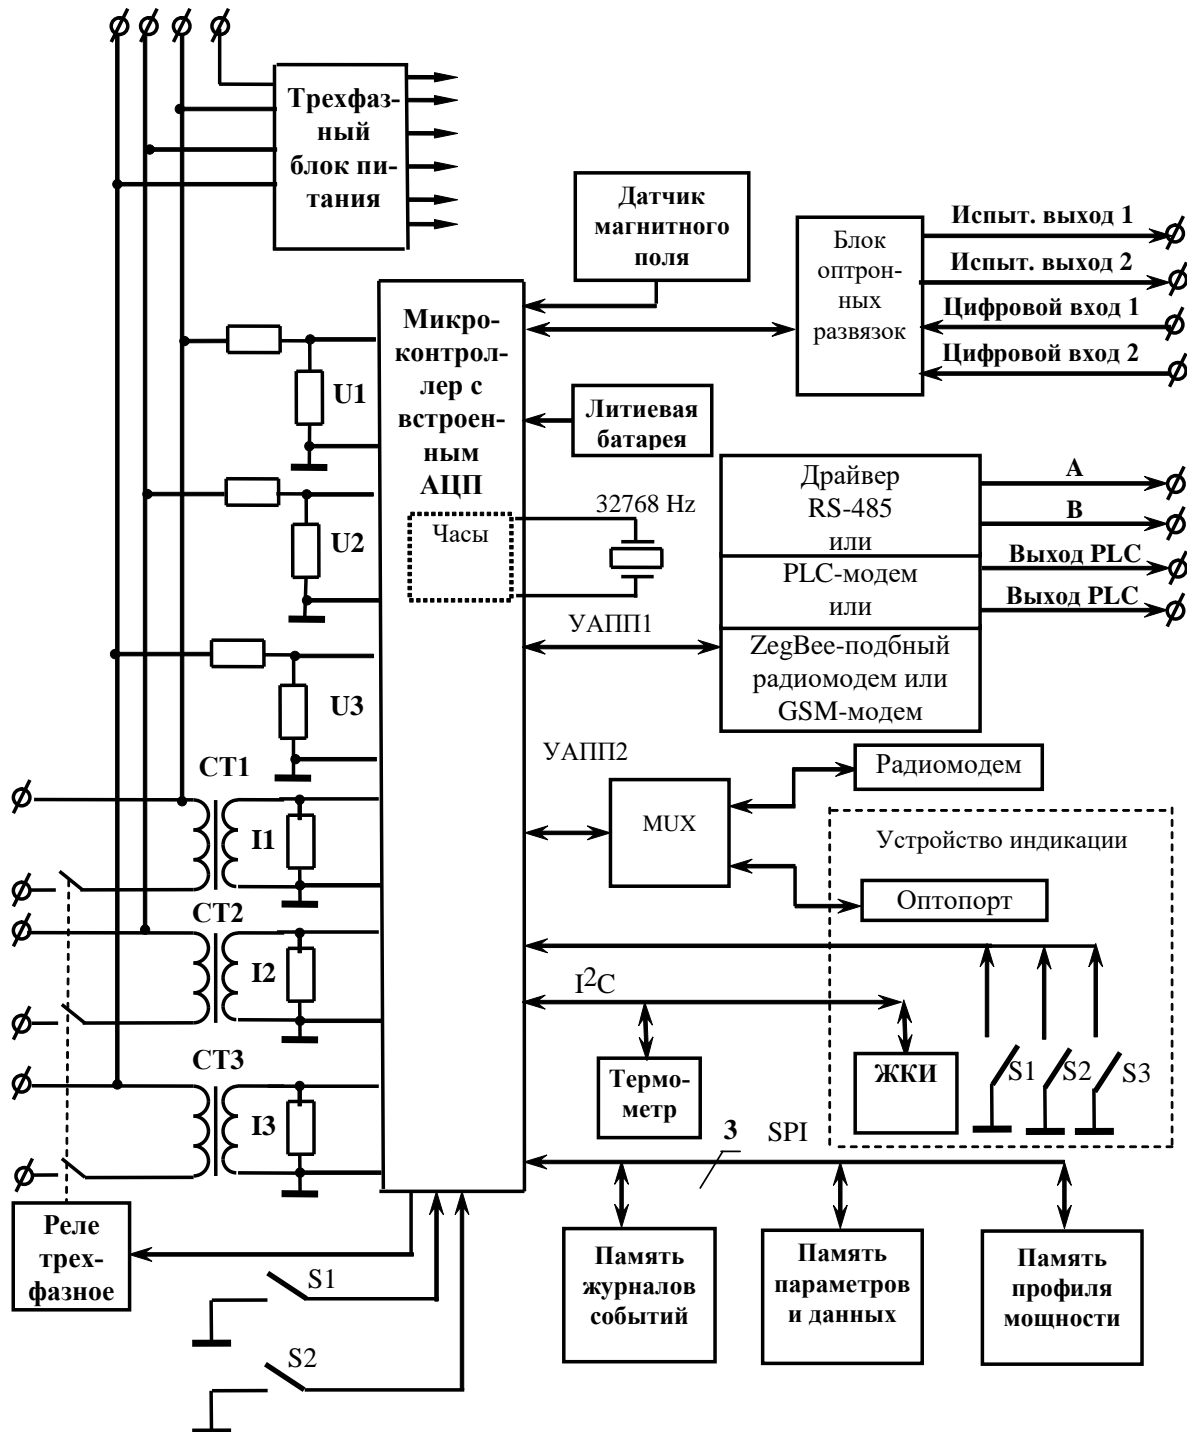 Трехфаз-
ный
блок пи-
тания
Датчик
магнитного
поля
Блок
оптрон-
ных
развязок
Испыт. выход 1
Испыт. выход 2
Цифровой вход 1
Цифровой вход 2
Микро-
контрол-
лер с
встроен-
ным
АЦП
Часы
U1
U2
U3
Литиевая
батарея
32768 Hz
Драйвер
RS-485
или
PLC-модем
или
ZegBee-подбный
радиомодем или
GSM-модем
A
B
Выход PLC
Выход PLC
УАПП1
УАПП2
MUX
Радиомодем
Устройство индикации
Оптопорт
CT1
I1
CT2
I2
CT3
I3
I2C
Термо-
метр
ЖКИ
S1
S2
S3
3
SPI
Реле
трех-
фазное
S1
S2
Память
журналов
событий
Память
параметров
и данных
Память
профиля
мощности